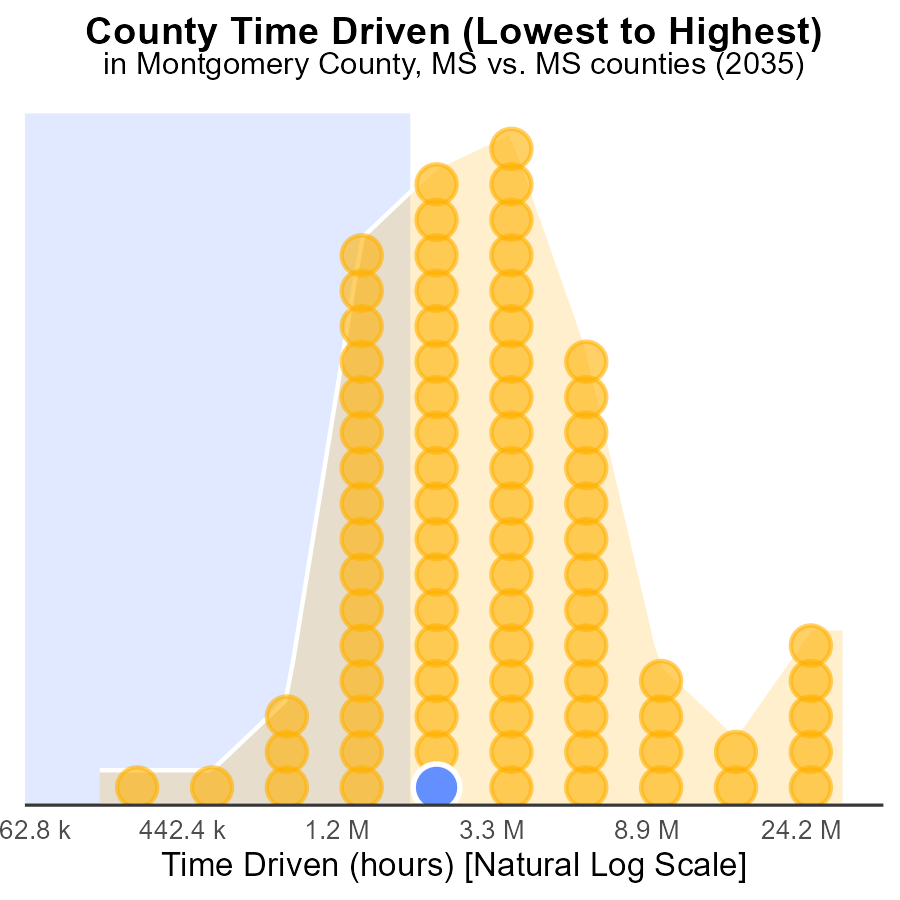 County Time Driven (Lowest to Highest)
in Montgomery County, MS vs. MS counties (2035)
62.8 k 442.4 k 1.2 M 3.3 M 8.9 M 24.2 M
Time Driven (hours) [Natural Log Scale]